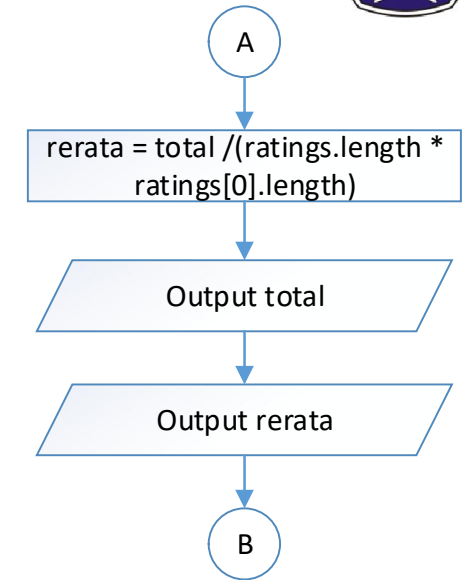 A
rerata = total /(ratings.length *
ratings[0].length)
Output total
Output rerata
B